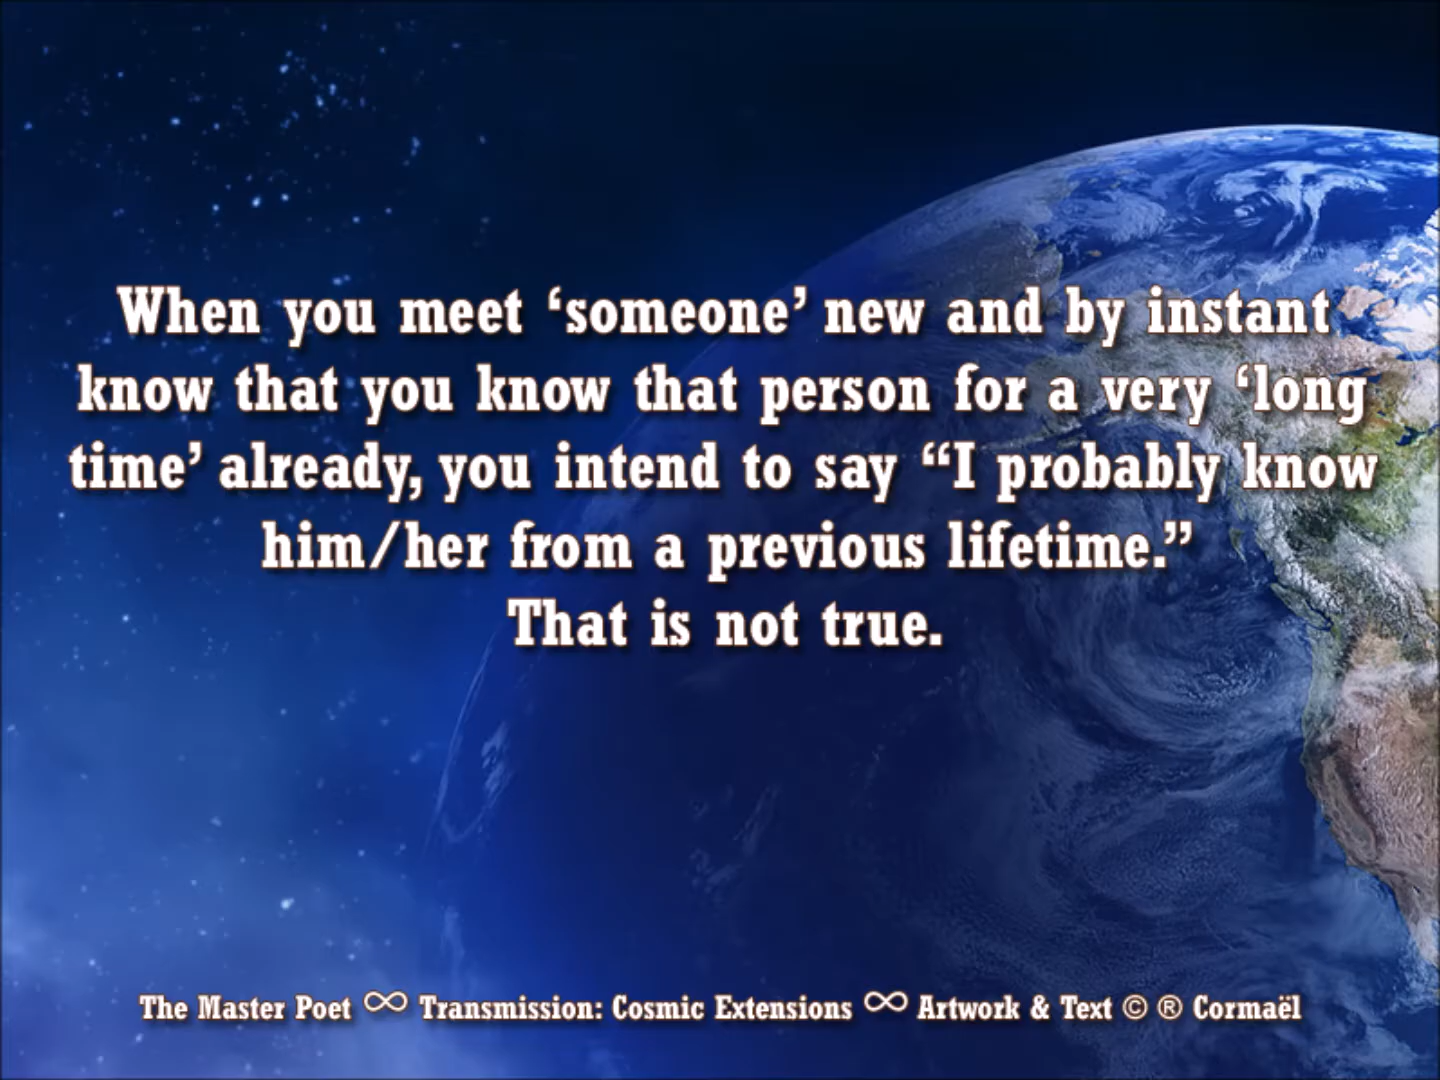 When you meet ‘someone’ new and by instant
know that you know that person for a very ‘long
time’ already, you intend to say “I probably know
him/her from a previous lifetime.”
That is not true.
The Master Poet ∞ Transmission: Cosmic Extensions ∞ Artwork & Text © ® Cormaël